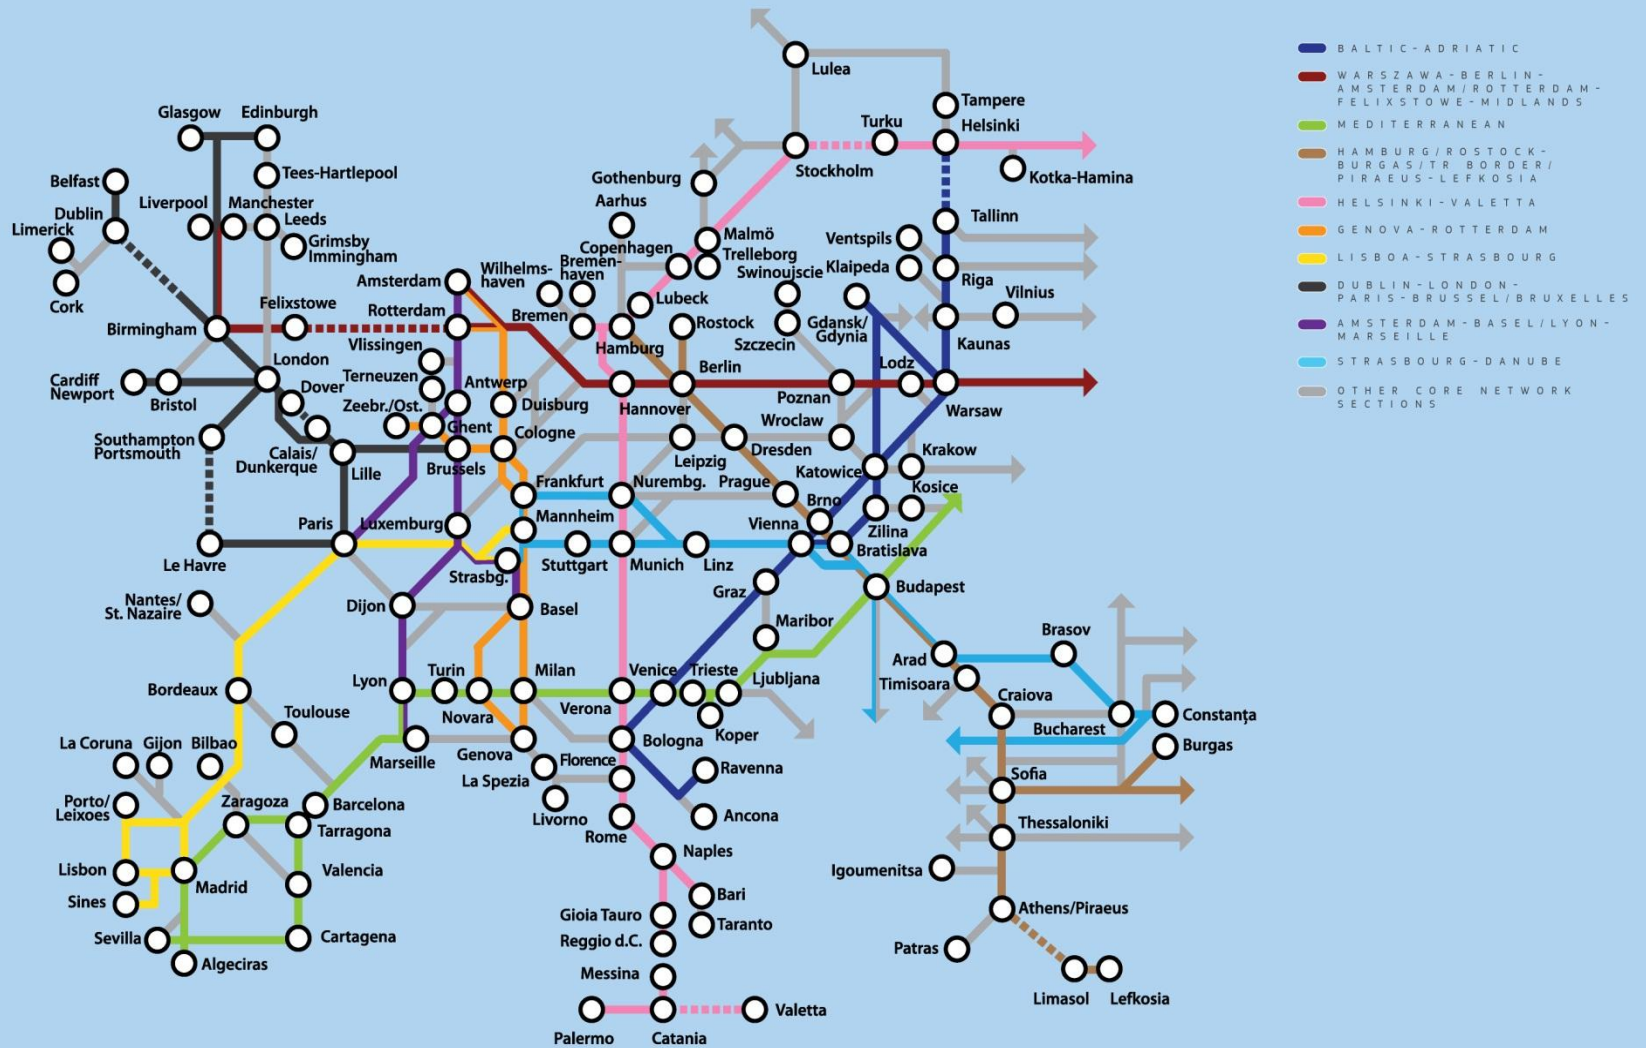 Lulea
Tampere
Glasgow
Edinburgh
Turku
Helsinki
Stockholm
Kotka-Hamina
Tees-Hartlepool
Belfast
Gothenburg
Liverpool
Manchester
Aarhus
Dublin
Leeds
Tallinn
Limerick
Grimsby
Immingham
Copenhagen
Malmö
Ventspils
Trelleborg
Amsterdam
Wilhelms-
haven
Bremen-
haven
Swinoujscie
Klaipeda
Riga
Cork
Vilnius
Felixstowe
Rotterdam
Bremen
Lubeck
Rostock
Gdansk/
Gdynia
Birmingham
Vlissingen
Hamburg
Szczecin
Kaunas
London
Berlin
Lodz
Cardiff
Newport
Dover
Terneuzen
Antwerp
Bristol
Zeebr./Ost.
Duisburg
Hannover
Poznan
Warsaw
Ghent
Cologne
Wroclaw
Southampton
Portsmouth
Calais/
Dunkerque
Lille
Brussels
Leipzig
Dresden
Krakow
Katowice
Frankfurt
Nurembg.
Prague
Kosice
Brno
Paris
Luxemburg
Mannheim
Vienna
Zilina
Le Havre
Strasbg.
Stuttgart
Munich
Linz
Bratislava
Nantes/
St. Nazaire
Dijon
Basel
Graz
Budapest
Maribor
Brasov
Arad
Lyon
Turin
Milan
Venice
Trieste
Ljubljana
Timisoara
Bordeaux
Craiova
Novara
Verona
Toulouse
Koper
Bucharest
Constanţa
La Coruna
Gijon
Bilbao
Marseille
Genova
Florence
Bologna
Burgas
La Spezia
Ravenna
Sofia
Porto/
Leixoes
Zaragoza
Barcelona
Livorno
Ancona
Tarragona
Rome
Thessaloniki
Lisbon
Valencia
Naples
Igoumenitsa
Madrid
Sines
Bari
Gioia Tauro
Taranto
Athens/Piraeus
Sevilla
Cartagena
Reggio d.C.
Patras
Algeciras
Messina
Limasol
Lefkosia
Palermo
Catania
Valetta
BALTIC-ADRIATIC
WARSZAWA-BERLIN-
AMSTERDAM/ROTTERDAM-
FELIXSTOWE-MIDLANDS
MEDITERRANEAN
HAMBURG/ROSTOCK-
BURGAS/TR BORDER/
PIRAEUS-LEFKOSIA
HELSINKI-VALETTA
GENOVA-ROTTERDAM
LISBOA-STRASBOURG
DUBLIN-LONDON-
PARIS-BRUSSEL/BRUXELLES
AMSTERDAM-BASEL/LYON-
MARSEILLE
STRASBOURG-DANUBE
OTHER CORE NETWORK
SECTIONS